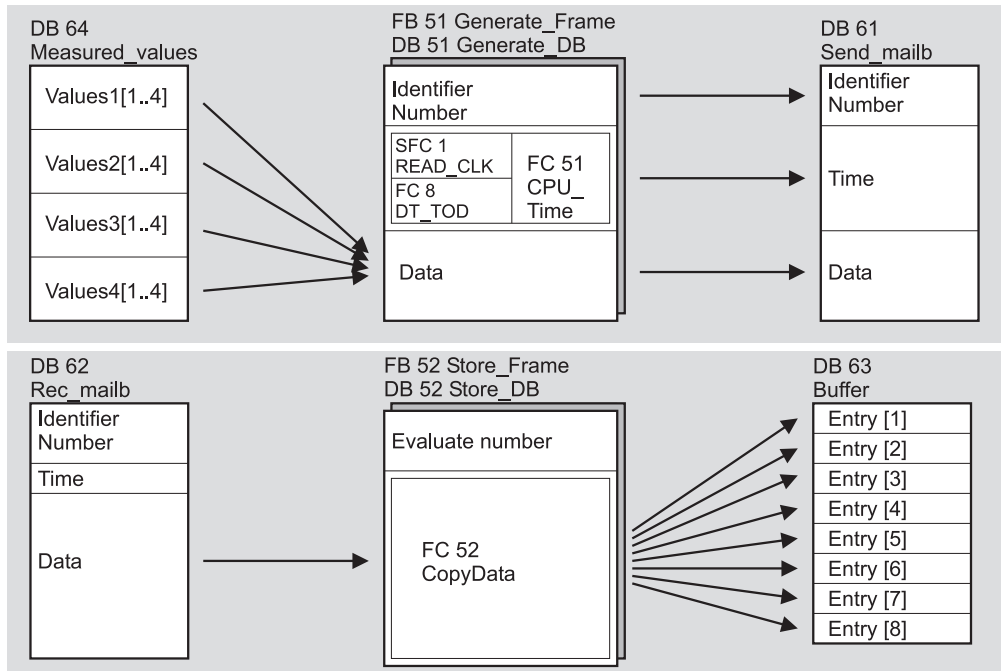 DB 64
Measured_values
Values1[1..4]
Values2[1..4]
Values3[1..4]
Values4[1..4]
FB 51 Generate_Frame
DB 51 Generate_DB
Identifier
Number
SFC 1
READ_CLK
FC 8
DT_TOD
FC 51
CPU_
Time
Data
DB 61
Send_mailb
Identifier
Number
Time
Data
DB 62
Rec_mailb
Identifier
Number
Time
Data
FB 52 Store_Frame
DB 52 Store_DB
Evaluate number
FC 52
CopyData
DB 63
Buffer
Entry [1]
Entry [2]
Entry [3]
Entry [4]
Entry [5]
Entry [6]
Entry [7]
Entry [8]